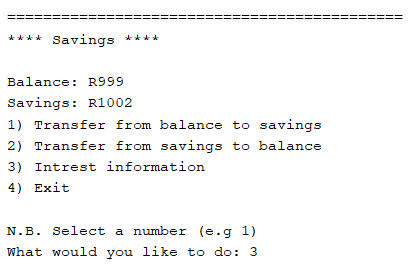 ============================================
**** Savings ****
Balance: R999
Savings: R1002
1) Transfer from balance to savings
2) Transfer from savings to balance
3) Intrest information
4) Exit
N.B. Select a number (e.g 1)
What would you like to do: 3